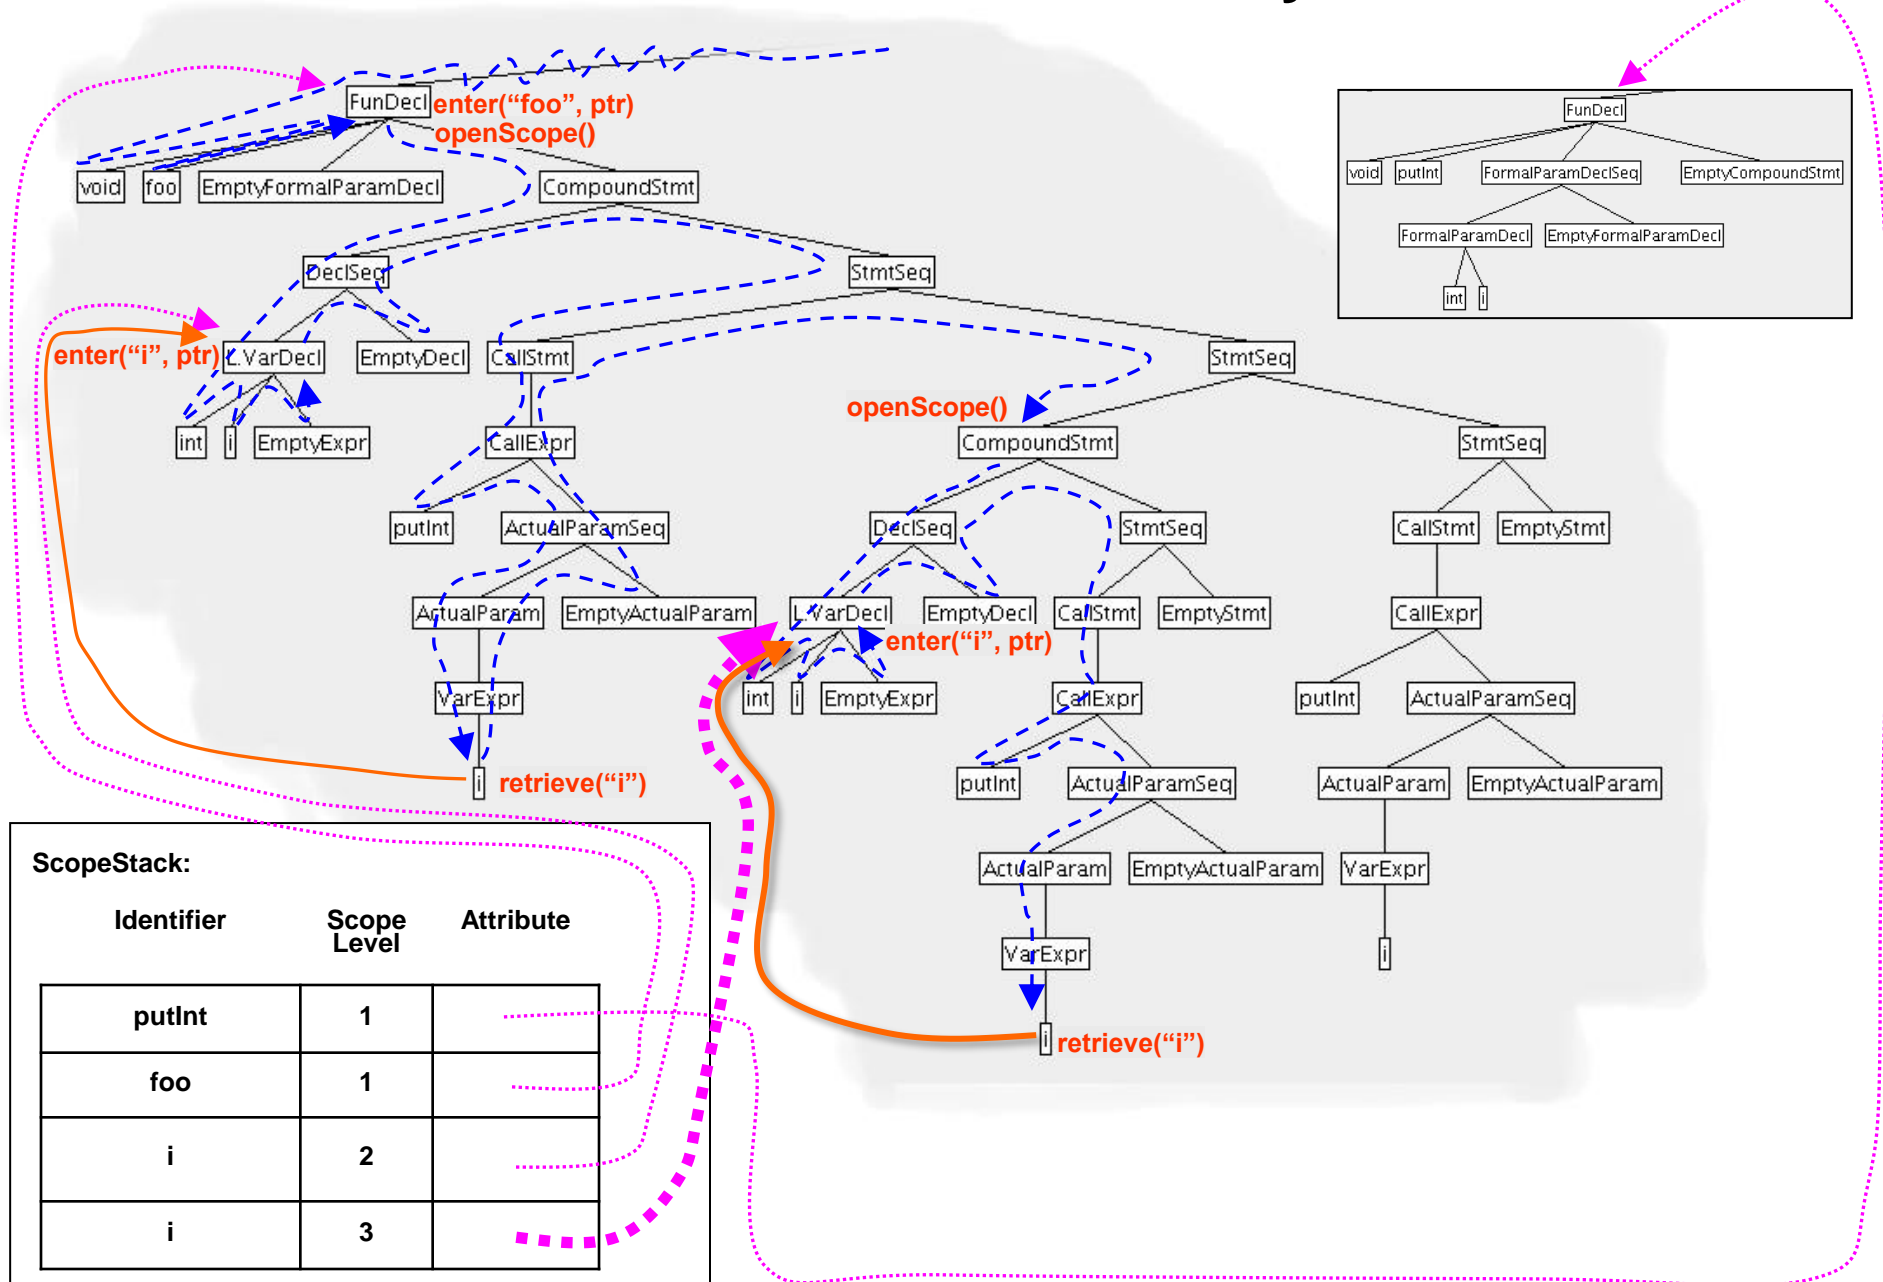 FunDecl
enter(“foo”, ptr)
openScope()
void
foo
EmptyFormalParamDecl
CompoundStmt
FunDecl
void
putInt
FormalParamDeclSeq
EmptyCompoundStmt
FormalParamDecl
EmptyFormalParamDecl
int
i
DeclSeq
StmtSeq
enter(“i”, ptr)
L.VarDecl
EmptyDecl
CallStmt
StmtSeq
openScope()
int
i
EmptyExpr
CallExpr
CompoundStmt
StmtSeq
putInt
ActualParamSeq
DeclSeq
StmtSeq
CallStmt
EmptyStmt
ActualParam
EmptyActualParam
L.VarDecl
EmptyDecl
CallStmt
EmptyStmt
CallExpr
enter(“i”, ptr)
VarExpr
int
i
EmptyExpr
CallExpr
putInt
ActualParamSeq
i
retrieve(“i”)
putInt
ActualParamSeq
ActualParam
EmptyActualParam
ActualParam
EmptyActualParam
VarExpr
VarExpr
i
i
retrieve(“i”)
ScopeStack:
Identifier
Scope
Level
Attribute
putInt
1
foo
1
i
2
i
3